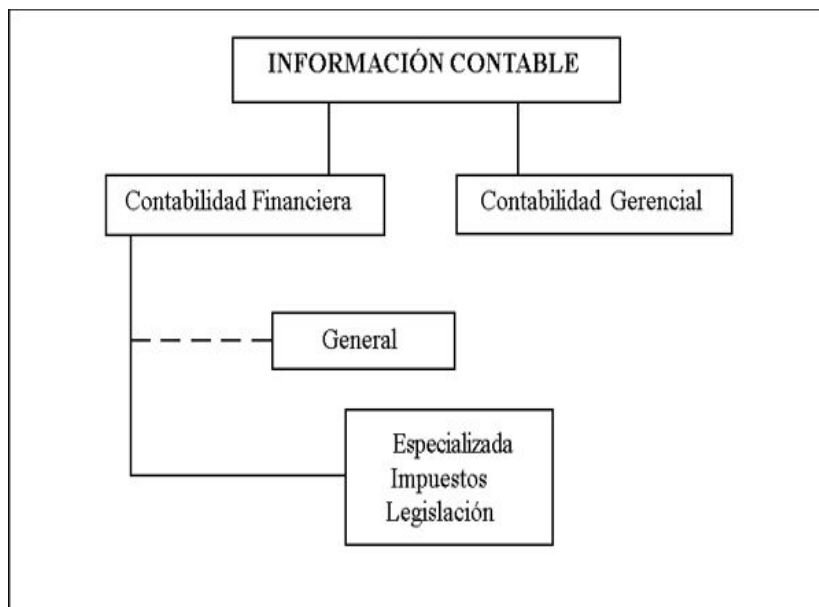 INFORMACIÓN CONTABLE
Contabilidad Financiera
Contabilidad Gerencial
General
Especializada
Impuestos
Legislación